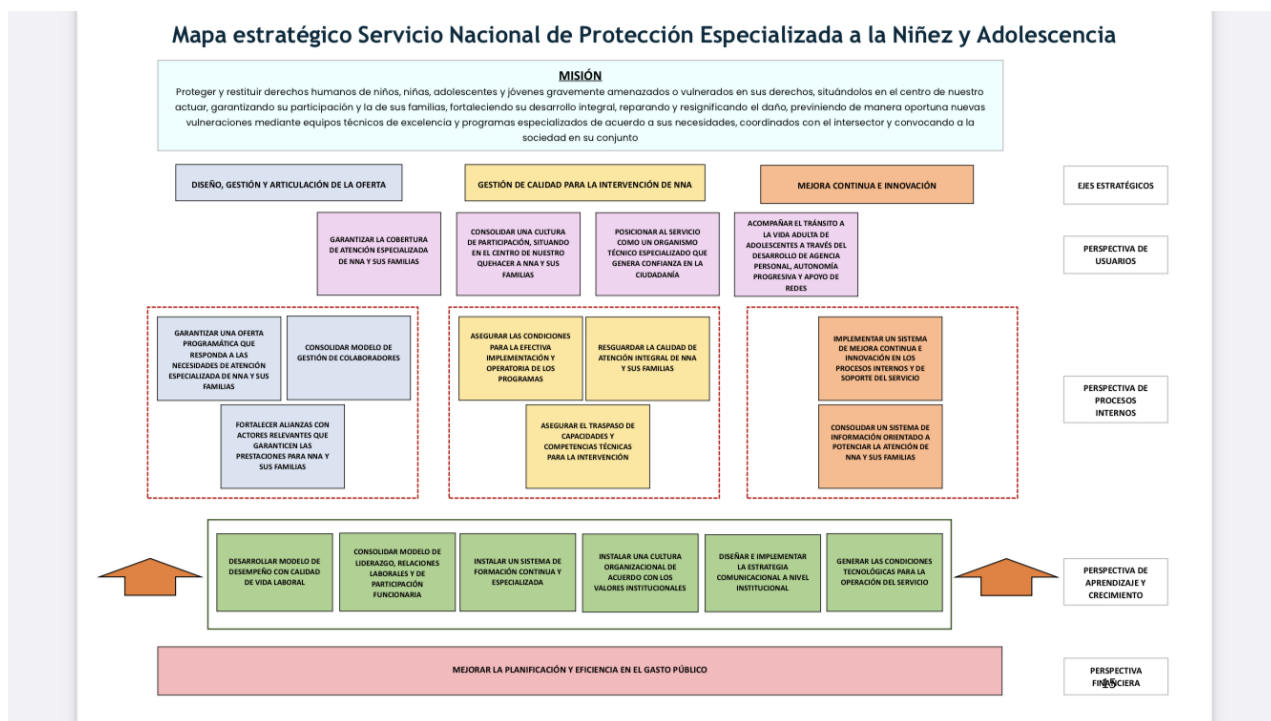 Mapa estratégico Servicio Nacional de Protección Especializada a la Niñez y Adolescencia
MISIÓN
Proteger y restituir derechos humanos de niños, niñas, adolescentes y jóvenes gravemente amenazados o vulnerados en sus derechos, situándolos en el centro de nuestro
actuar, garantizando su participación y la de sus familias, fortaleciendo su desarrollo integral, reparando y resignificando el daño, previniendo de manera oportuna nuevas
vulneraciones mediante equipos técnicos de excelencia y programas especializados de acuerdo a sus necesidades, coordinados con el intersector y convocando a la
sociedad en su conjunto
DISEÑO, GESTIÓN Y ARTICULACIÓN DE LA OFERTA
GESTIÓN DE CALIDAD PARA LA INTERVENCIÓN DE NNA
MEJORA CONTINUA E INNOVACIÓN
EJES ESTRATÉGICOS
GARANTIZAR LA COBERTURA
DE ATENCIÓN ESPECIALIZADA
DE NNA Y SUS FAMILIAS
CONSOLIDAR UNA CULTURA
DE PARTICIPACIÓN, SITUANDO
EN EL CENTRO DE NUESTRO
QUEHACER A NNA Y SUS
FAMILIAS
POSICIONAR AL SERVICIO
COMO UN ORGANISMO
TÉCNICO ESPECIALIZADO QUE
GENERA CONFIANZA EN LA
CIUDADANÍA
ACOMPAÑAR EL TRÁNSITO A
LA VIDA ADULTA DE
ADOLESCENTES A TRAVÉS DEL
DESARROLLO DE AGENCIA
PERSONAL, AUTONOMÍA
PROGRESIVA Y APOYO DE
REDES
PERSPECTIVA DE
USUARIOS
GARANTIZAR UNA OFERTA
PROGRAMÁTICA QUE
RESPONDA A LAS
NECESIDADES DE ATENCIÓN
ESPECIALIZADA DE NNA Y SUS
FAMILIAS
CONSOLIDAR MODELO DE
GESTIÓN DE COLABORADORES
FORTALECER ALIANZAS CON
ACTORES RELEVANTES QUE
GARANTICEN LAS
PRESTACIONES PARA NNA Y
SUS FAMILIAS
ASEGURAR LAS CONDICIONES
PARA LA EFECTIVA
IMPLEMENTACIÓN Y
OPERATORIA DE LOS
PROGRAMAS
RESGUARDAR LA CALIDAD DE
ATENCIÓN INTEGRAL DE NNA
Y SUS FAMILIAS
ASEGURAR EL TRASPASO DE
CAPACIDADES Y
COMPETENCIAS TÉCNICAS
PARA LA INTERVENCIÓN
IMPLEMENTAR UN SISTEMA
DE MEJORA CONTINUA E
INNOVACIÓN EN LOS
PROCESOS INTERNOS Y DE
SOPORTE DEL SERVICIO
CONSOLIDAR UN SISTEMA DE
INFORMACIÓN ORIENTADO A
POTENCIAR LA ATENCIÓN DE
NNA Y SUS FAMILIAS
PERSPECTIVA DE
PROCESOS
INTERNOS
DESARROLLAR MODELO DE
DESEMPEÑO CON CALIDAD
DE VIDA LABORAL
CONSOLIDAR MODELO DE
LIDERAZGO, RELACIONES
LABORALES Y DE
PARTICIPACIÓN
FUNCIONARIA
INSTALAR UN SISTEMA DE
FORMACIÓN CONTINUA Y
ESPECIALIZADA
INSTALAR UNA CULTURA
ORGANIZACIONAL DE
ACUERDO CON LOS
VALORES INSTITUCIONALES
DISEÑAR E IMPLEMENTAR
LA ESTRATEGIA
COMUNICACIONAL A NIVEL
INSTITUCIONAL
GENERAR LAS CONDICIONES
TECNOLÓGICAS PARA LA
OPERACIÓN DEL SERVICIO
PERSPECTIVA DE
APRENDIZAJE Y
CRECIMIENTO
MEJORAR LA PLANIFICACIÓN Y EFICIENCIA EN EL GASTO PÚBLICO
PERSPECTIVA
FINANCIERA
15